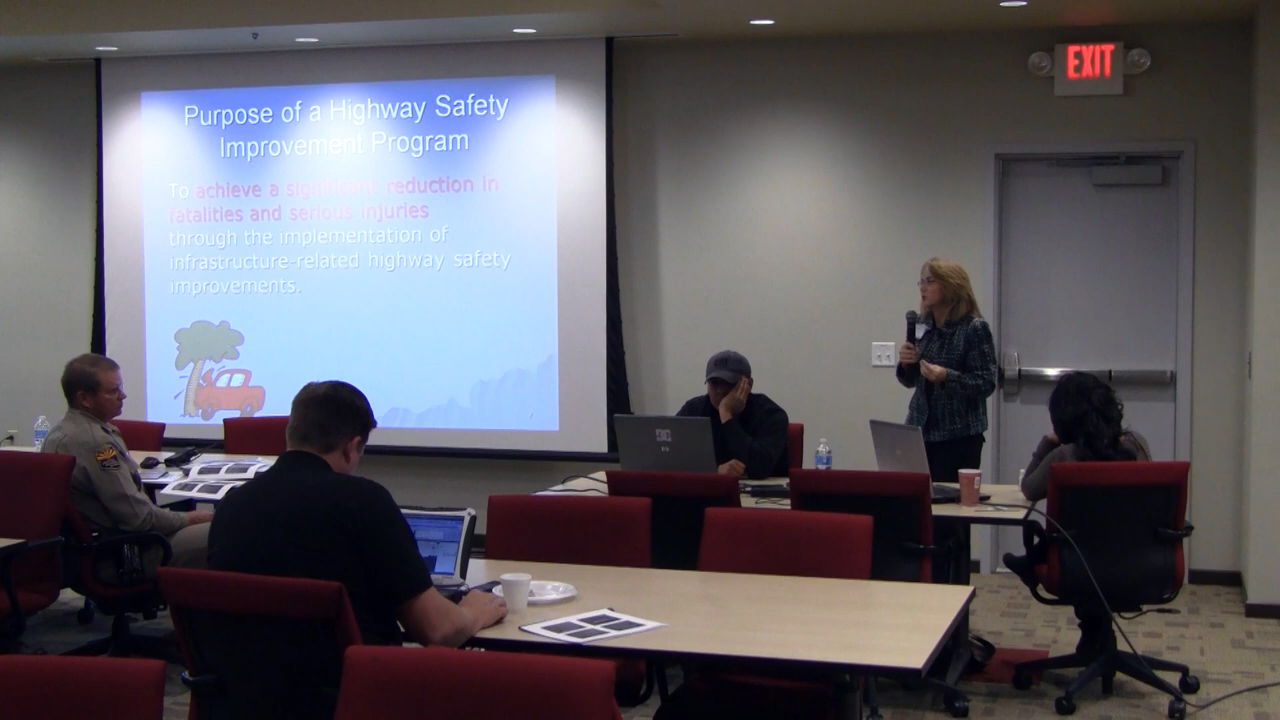 EXIT
Purpose of a Highway Safety
Improvement Program
To achieve a significant reduction in
fatalities and serious injuries
through the implementation of
infrastructure-related highway safety
improvements.
hp